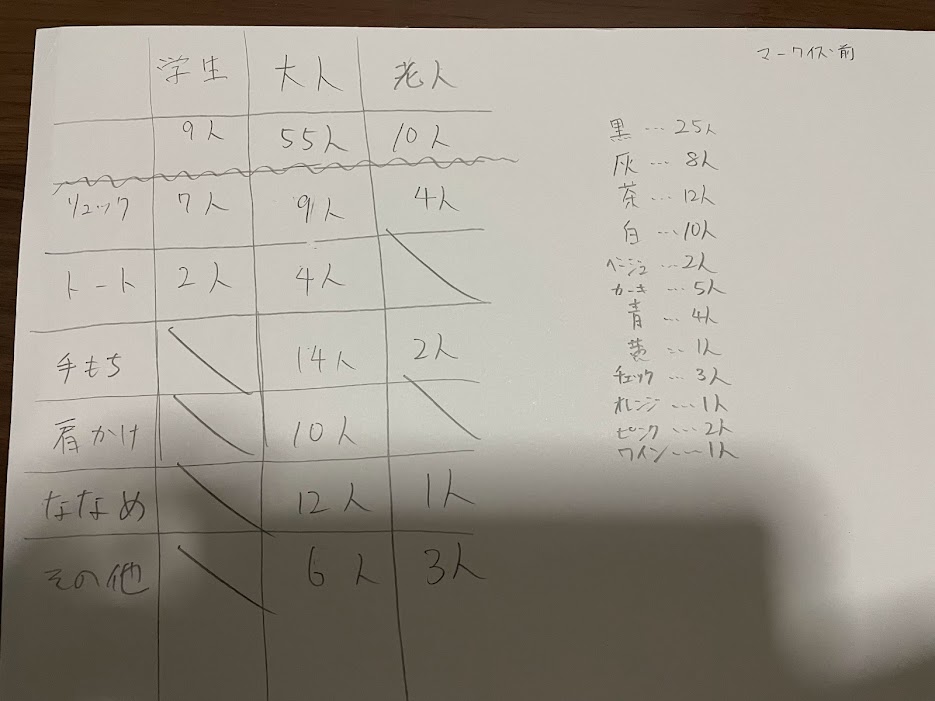 マークイズ前
学生 大人 老人
9人 55人 10人
リュック 7人 9人 4人
トート 2人 4人
手もち 14人 2人
肩かけ 10人
ななめ 12人 1人
その他 6人 3人
黒…25人
灰…8人
茶…12人
白…10人
ベージュ…2人
カーキ…5人
青…4人
黄…1人
チェック…3人
オレンジ…1人
ピンク…2人
ワイン…1人